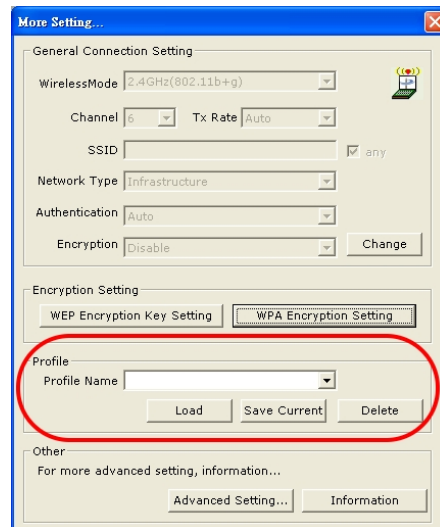 More Setting...
General Connection Setting
WirelessMode 2.4GHz(802.11b+g)
Channel 6 Tx Rate Auto
SSID any
Network Type Infrastructure
Authentication Auto
Encryption Disable Change
Encryption Setting
WEP Encryption Key Setting WPA Encryption Setting
Profile
Profile Name
Load Save Current Delete
Other
For more advanced setting, information...
Advanced Setting... Information